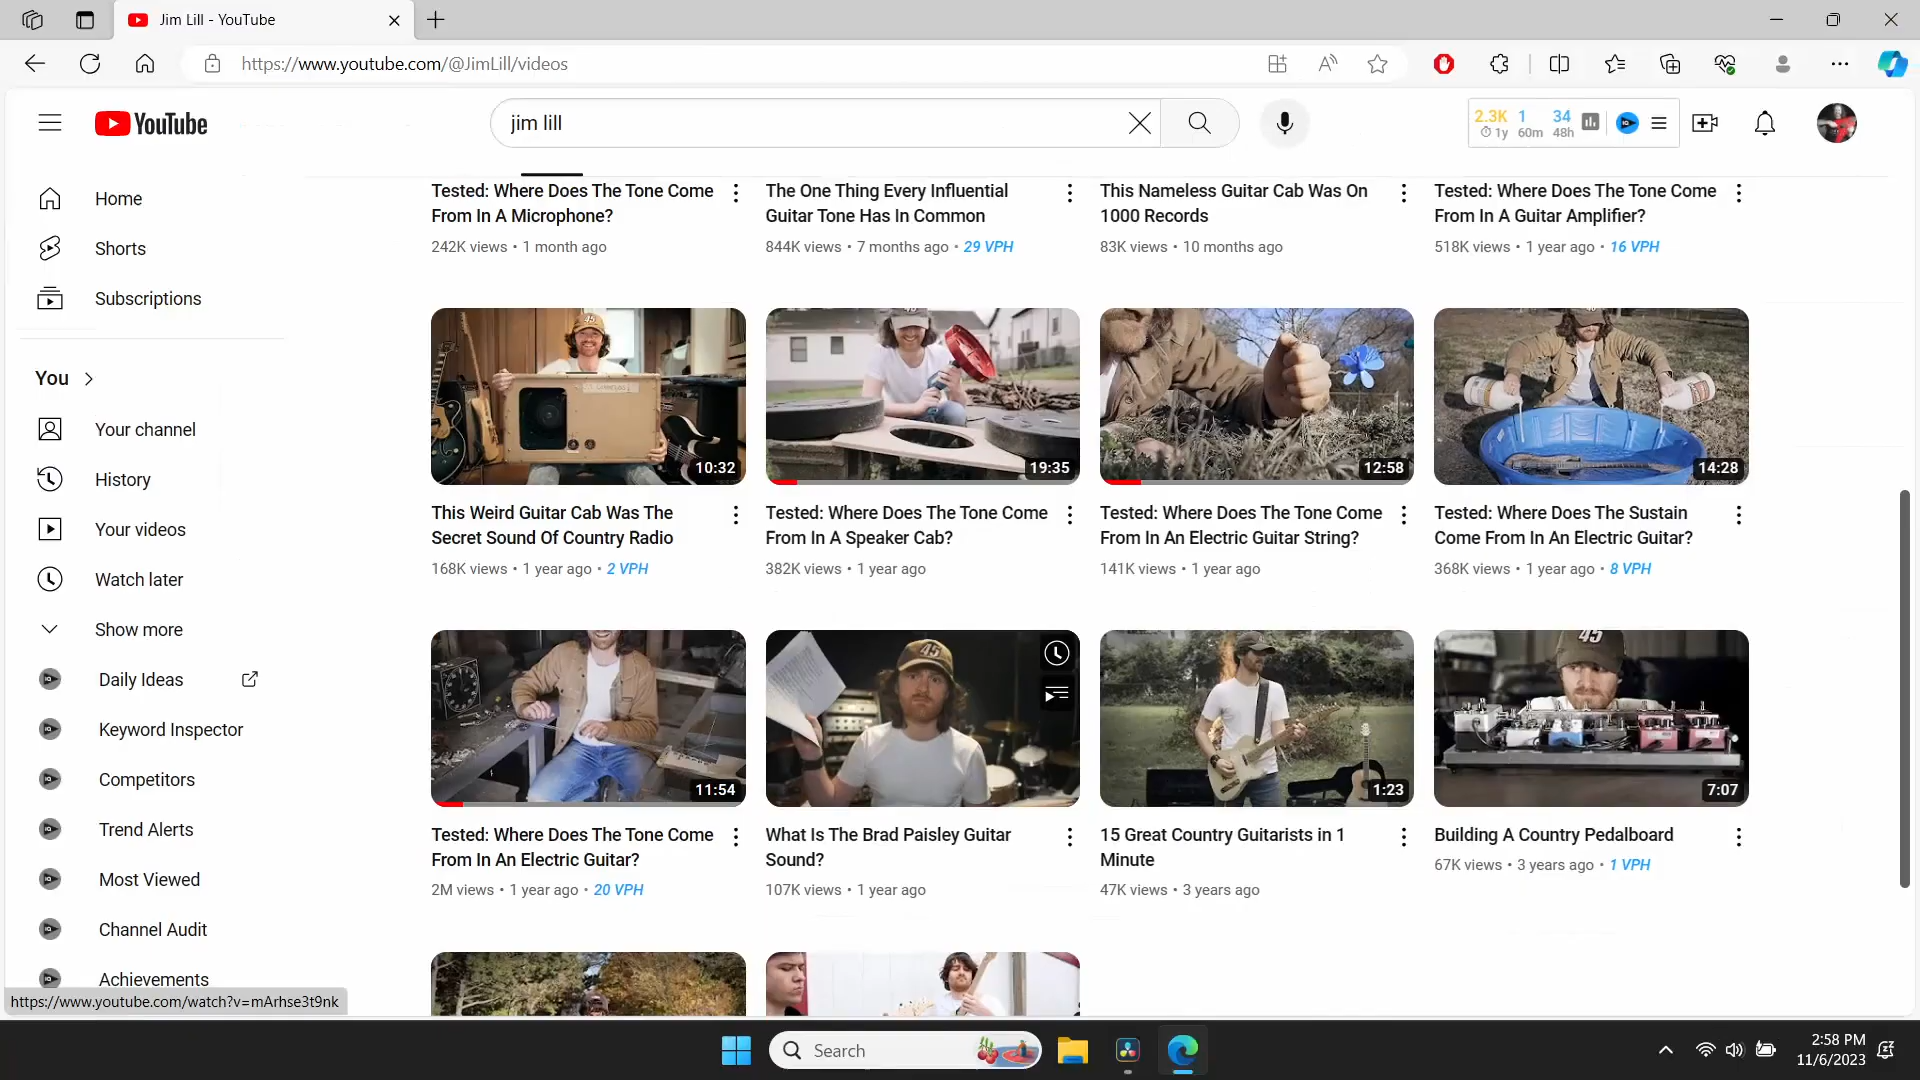 Jim Lill - YouTube
https://www.youtube.com/@JimLill/videos
YouTube
jim lill
2.3K 1 34
1y 60m 48h
Home
Shorts
Subscriptions
You
Your channel
History
Your videos
Watch later
Show more
Daily Ideas
Keyword Inspector
Competitors
Trend Alerts
Most Viewed
Channel Audit
Achievements
Tested: Where Does The Tone Come
From In A Microphone?
242K views • 1 month ago
The One Thing Every Influential
Guitar Tone Has In Common
844K views • 7 months ago • 29 VPH
This Nameless Guitar Cab Was On
1000 Records
83K views • 10 months ago
Tested: Where Does The Tone Come
From In A Guitar Amplifier?
518K views • 1 year ago • 16 VPH
10:32
This Weird Guitar Cab Was The
Secret Sound Of Country Radio
168K views • 1 year ago • 2 VPH
19:35
Tested: Where Does The Tone Come
From In A Speaker Cab?
382K views • 1 year ago
12:58
Tested: Where Does The Tone Come
From In An Electric Guitar String?
141K views • 1 year ago
14:28
Tested: Where Does The Sustain
Come From In An Electric Guitar?
368K views • 1 year ago • 8 VPH
11:54
Tested: Where Does The Tone Come
From In An Electric Guitar?
2M views • 1 year ago • 20 VPH
45
What Is The Brad Paisley Guitar
Sound?
107K views • 1 year ago
1:23
15 Great Country Guitarists in 1
Minute
47K views • 3 years ago
45
7:07
Building A Country Pedalboard
67K views • 3 years ago • 1 VPH
https://www.youtube.com/watch?v=mArhse3t9nk
Search
2:58 PM
11/6/2023